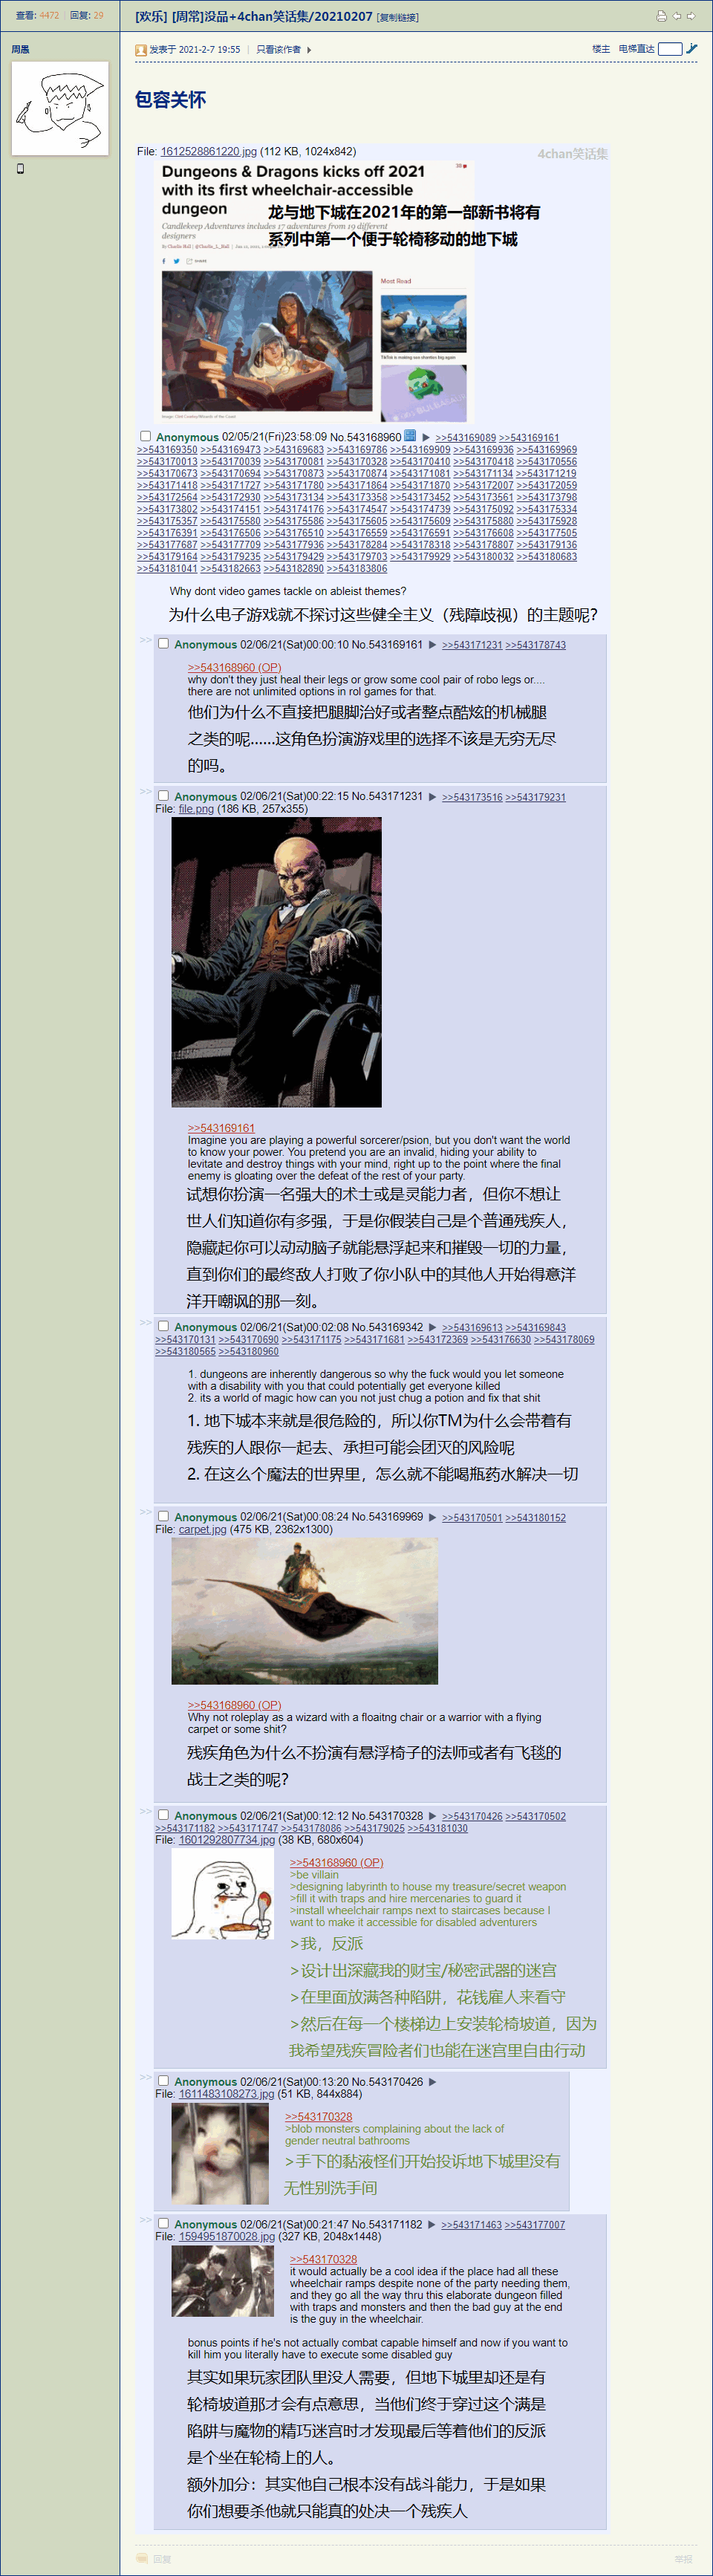 查看: 4472 | 回复: 29
[欢乐] [周常]没品+4chan笑话集/20210207 [复制链接]
周愚
发表于 2021-2-7 19:55 | 只看该作者
楼主 电梯直达
包容关怀
File: 1612528861220.jpg (112 KB, 1024x842)
4chan笑话集
Dungeons & Dragons kicks off 2021
with its first wheelchair-accessible
dungeon
龙与地下城在2021年的第一部新书将有
系列中第一个便于轮椅移动的地下城
Candlekeep Adventures includes 17 adventures from 19 different
designers
SHARE
Most Read
TikTok is making sea shanties big again
Image: Clint Cearley/Wizards of the Coast
Anonymous 02/05/21(Fri)23:58:09 No.543168960 ▶ >>543169089 >>543169161
>>543169350 >>543169473 >>543169683 >>543169786 >>543169909 >>543169936 >>543169969
>>543170013 >>543170039 >>543170081 >>543170328 >>543170410 >>543170418 >>543170556
>>543170673 >>543170694 >>543170873 >>543170874 >>543171081 >>543171134 >>543171219
>>543171418 >>543171727 >>543171780 >>543171864 >>543171870 >>543172007 >>543172059
>>543172564 >>543172930 >>543173134 >>543173358 >>543173452 >>543173561 >>543173798
>>543173802 >>543174151 >>543174176 >>543174547 >>543174739 >>543175092 >>543175334
>>543175357 >>543175580 >>543175586 >>543175605 >>543175609 >>543175880 >>543175928
>>543176391 >>543176506 >>543176510 >>543176559 >>543176591 >>543176608 >>543177505
>>543177687 >>543177709 >>543177936 >>543178284 >>543178318 >>543178807 >>543179136
>>543179164 >>543179235 >>543179429 >>543179703 >>543179929 >>543180032 >>543180683
>>543181041 >>543182663 >>543182890 >>543183806
Why dont video games tackle on ableist themes?
为什么电子游戏就不探讨这些健全主义（残障歧视）的主题呢?
>> Anonymous 02/06/21(Sat)00:00:10 No.543169161 ▶ >>543171231 >>543178743
>>543168960 (OP)
why don't they just heal their legs or grow some cool pair of robo legs or....
there are not unlimited options in rol games for that.
他们为什么不直接把腿脚治好或者整点酷炫的机械腿
之类的呢……这角色扮演游戏里的选择不该是无穷无尽
的吗。
>> Anonymous 02/06/21(Sat)00:22:15 No.543171231 ▶ >>543173516 >>543179231
File: file.png (186 KB, 257x355)
>>543169161
Imagine you are playing a powerful sorcerer/psion, but you don't want the world
to know your power. You pretend you are an invalid, hiding your ability to
levitate and destroy things with your mind, right up to the point where the final
enemy is gloating over the defeat of the rest of your party.
试想你扮演一名强大的术士或是灵能力者，但你不想让
世人们知道你有多强，于是你假装自己是个普通残疾人，
隐藏起你可以动动脑子就能悬浮起来和摧毁一切的力量，
直到你们的最终敌人打败了你小队中的其他人开始得意洋
洋开嘲讽的那一刻。
>> Anonymous 02/06/21(Sat)00:02:08 No.543169342 ▶ >>543169613 >>543169843
>>543170131 >>543170690 >>543171175 >>543171681 >>543172369 >>543176630 >>543178069
>>543180565 >>543180960
1. dungeons are inherently dangerous so why the fuck would you let someone
with a disability with you that could potentially get everyone killed
2. its a world of magic how can you not just chug a potion and fix that shit
1. 地下城本来就是很危险的，所以你TM为什么会带着有
残疾的人跟你一起去、承担可能会团灭的风险呢
2. 在这么个魔法的世界里，怎么就不能喝瓶药水解决一切
>> Anonymous 02/06/21(Sat)00:08:24 No.543169969 ▶ >>543170501 >>543180152
File: carpet.jpg (475 KB, 2362x1300)
>>543168960 (OP)
Why not roleplay as a wizard with a floaitng chair or a warrior with a flying
carpet or some shit?
残疾角色为什么不扮演有悬浮椅子的法师或者有飞毯的
战士之类的呢?
>> Anonymous 02/06/21(Sat)00:12:12 No.543170328 ▶ >>543170426 >>543170502
>>543171182 >>543171747 >>543178086 >>543179025 >>543181030
File: 1601292807734.jpg (38 KB, 680x604)
>>543168960 (OP)
>be villain
>designing labyrinth to house my treasure/secret weapon
>fill it with traps and hire mercenaries to guard it
>install wheelchair ramps next to staircases because I
want to make it accessible for disabled adventurers
>我，反派
>设计出深藏我的财宝/秘密武器的迷宫
>在里面放满各种陷阱，花钱雇人来看守
>然后在每一个楼梯边上安装轮椅坡道，因为
我希望残疾冒险者们也能在迷宫里自由行动
>> Anonymous 02/06/21(Sat)00:13:20 No.543170426 ▶
File: 1611483108273.jpg (51 KB, 844x884)
>>543170328
>blob monsters complaining about the lack of
gender neutral bathrooms
>手下的黏液怪们开始投诉地下城里没有
无性别洗手间
>> Anonymous 02/06/21(Sat)00:21:47 No.543171182 ▶ >>543171463 >>543177007
File: 1594951870028.jpg (327 KB, 2048x1448)
>>543170328
it would actually be a cool idea if the place had all these
wheelchair ramps despite none of the party needing them,
and they go all the way thru this elaborate dungeon filled
with traps and monsters and then the bad guy at the end
is the guy in the wheelchair.
bonus points if he's not actually combat capable himself and now if you want to
kill him you literally have to execute some disabled guy
其实如果玩家团队里没人需要，但地下城里却还是有
轮椅坡道那才会有点意思，当他们终于穿过这个满是
陷阱与魔物的精巧迷宫时才发现最后等着他们的反派
是个坐在轮椅上的人。
额外加分：其实他自己根本没有战斗能力，于是如果
你们想要杀他就只能真的处决一个残疾人
回复
举报